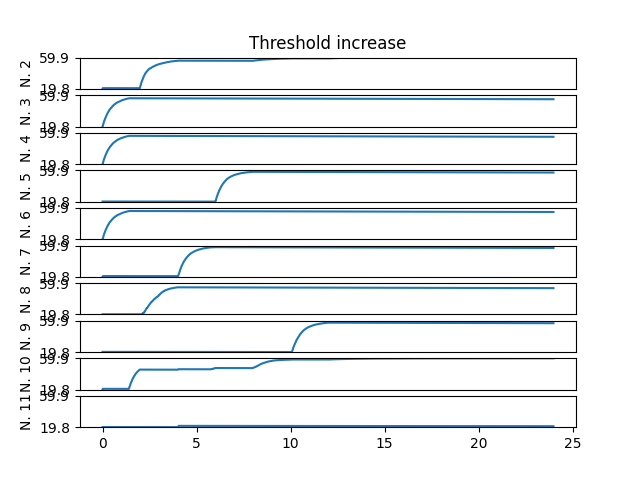 Threshold increase
59.9
N. 2
19.8
59.9
N. 3
19.8
59.9
N. 4
19.8
59.9
N. 5
19.8
59.9
N. 6
19.8
59.9
N. 7
19.8
59.9
N. 8
19.8
59.9
N. 9
19.8
59.9
N. 10
19.8
59.9
N. 11
19.8
0 5 10 15 20 25